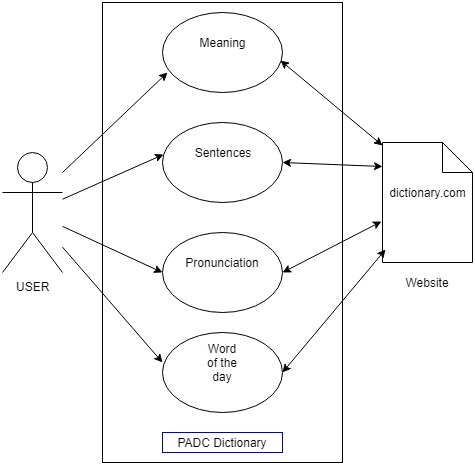 Meaning
Sentences
dictionary.com
Pronunciation
Website
USER
Word
of the
day
PADC Dictionary